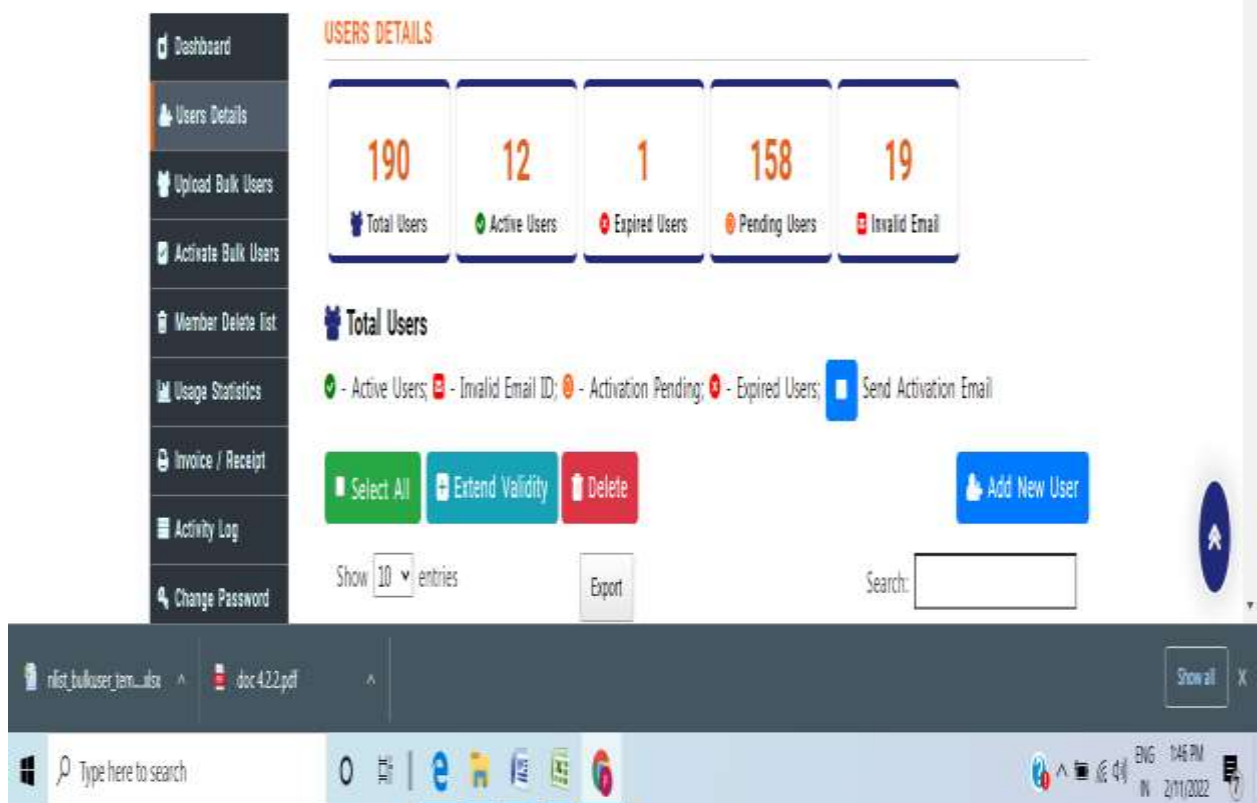 USERS DETAILS
Dashboard
Users Details
Upload Bulk Users
Activate Bulk Users
Member Delete list
Usage Statistics
Invoice / Receipt
Activity Log
Change Password
190 12 1 158 19
Total Users Active Users Expired Users Pending Users Invalid Email
Total Users
- Active Users; - Invalid Email ID; - Activation Pending; - Expired Users; Send Activation Email
Select All Extend Validity Delete Add New User
Show 10 entries Export Search:
nlist_bulkuser_tem....xlsx doc 4.2.2.pdf Show all X
Type here to search ENG 1:46 PM
IN 2/11/2022 7